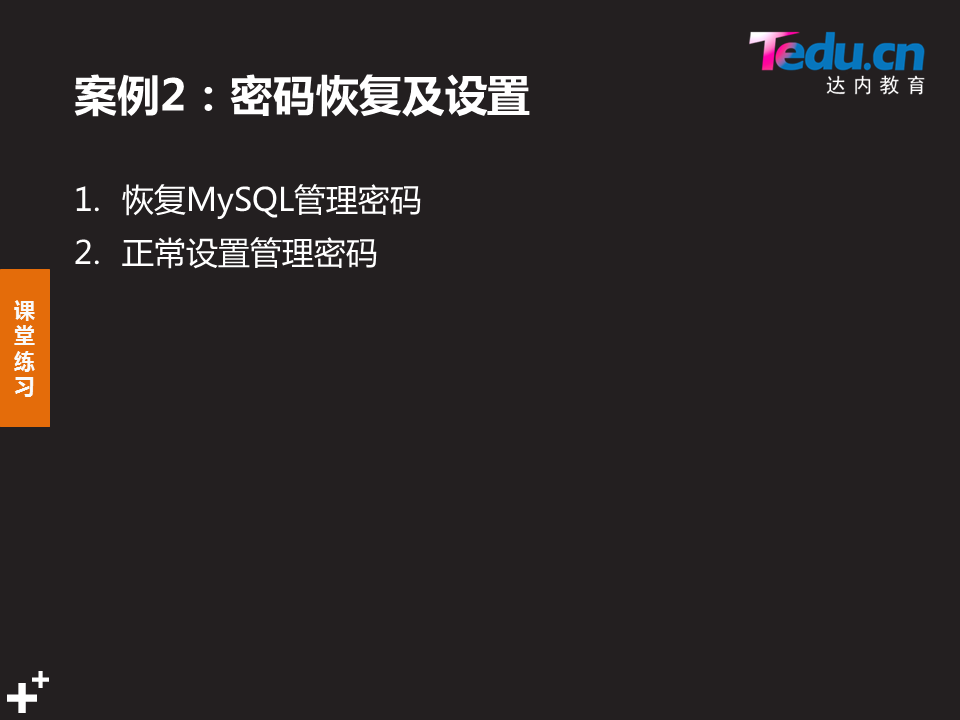 Tedu.cn
达内教育
案例2：密码恢复及设置
1. 恢复MySQL管理密码
2. 正常设置管理密码
课堂练习